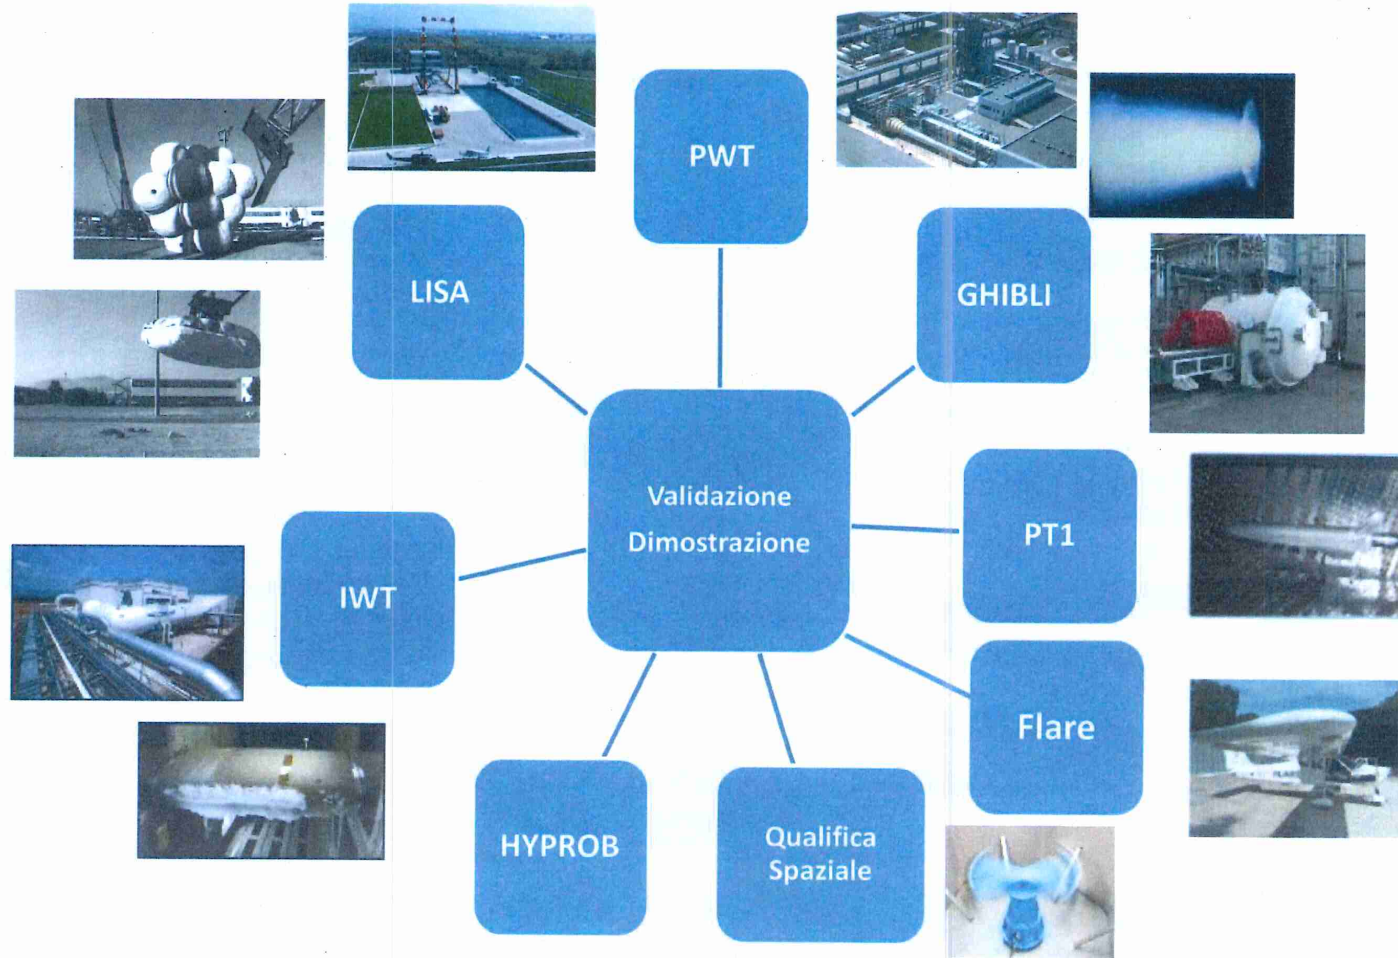 PWT
LISA
GHIBLI
Validazione
Dimostrazione
PT1
IWT
Flare
HYPROB
Qualifica
Spaziale